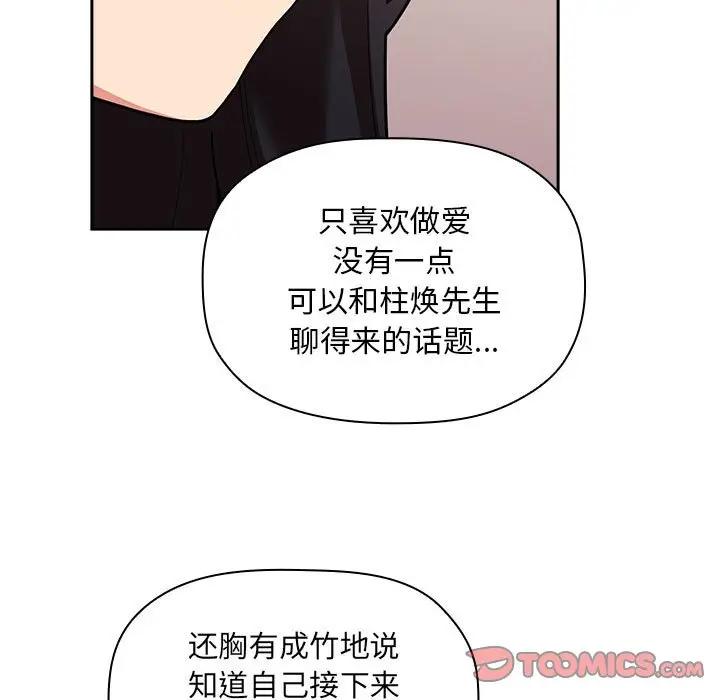 只喜欢做爱
没有一点
可以和柱焕先生
聊得来的话题...
还胸有成竹地说
知道自己接下来
TOOMICS.COM